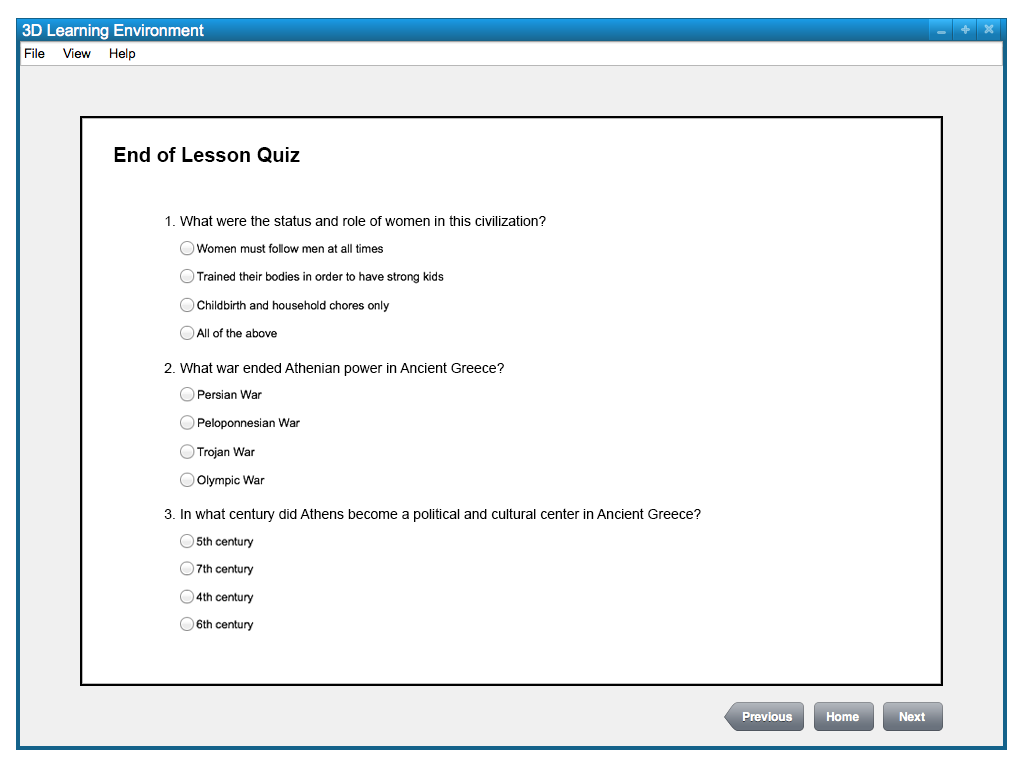 3D Learning Environment
File View Help
End of Lesson Quiz
1. What were the status and role of women in this civilization?
Women must follow men at all times
Trained their bodies in order to have strong kids
Childbirth and household chores only
All of the above
2. What war ended Athenian power in Ancient Greece?
Persian War
Peloponnesian War
Trojan War
Olympic War
3. In what century did Athens become a political and cultural center in Ancient Greece?
5th century
7th century
4th century
6th century
Previous Home Next